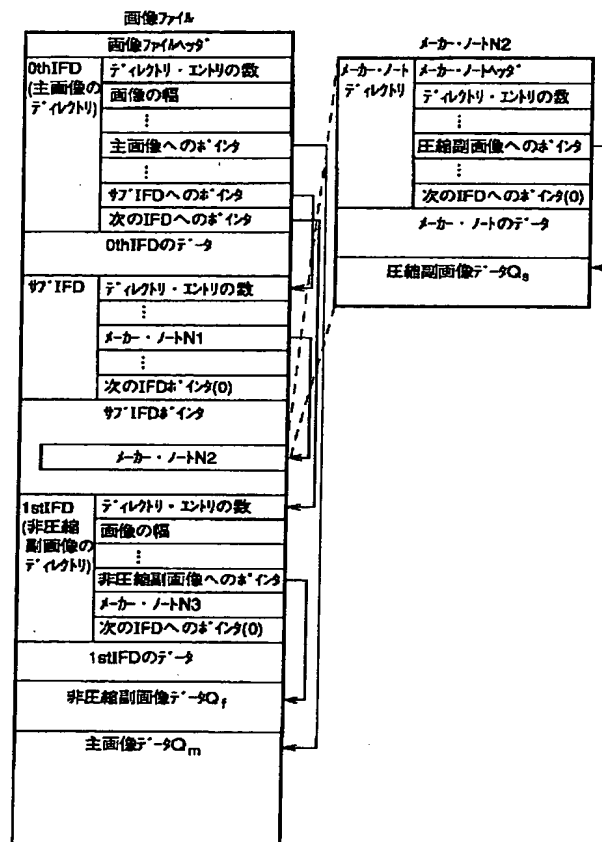 画像ファイル
画像ファイルヘッダ
0thIFD
(主画像の
ディレクトリ)
ディレクトリ・エントリの数
画像の幅
⋮
主画像へのポインタ
⋮
サブIFDへのポインタ
次のIFDへのポインタ
0thIFDのデータ
サブIFD
ディレクトリ・エントリの数
⋮
メーカー・ノートN1
⋮
次のIFDポインタ(0)
サブIFDポインタ
メーカー・ノートN2
1stIFD
(非圧縮
副画像の
ディレクトリ)
ディレクトリ・エントリの数
画像の幅
⋮
非圧縮副画像へのポインタ
メーカー・ノートN3
次のIFDへのポインタ(0)
1stIFDのデータ
非圧縮副画像データQf
主画像データQm
メーカー・ノートN2
メーカー・ノート
ディレクトリ
メーカー・ノートヘッダ
ディレクトリ・エントリの数
⋮
圧縮副画像へのポインタ
⋮
次のIFDへのポインタ(0)
メーカー・ノートのデータ
圧縮副画像データQs